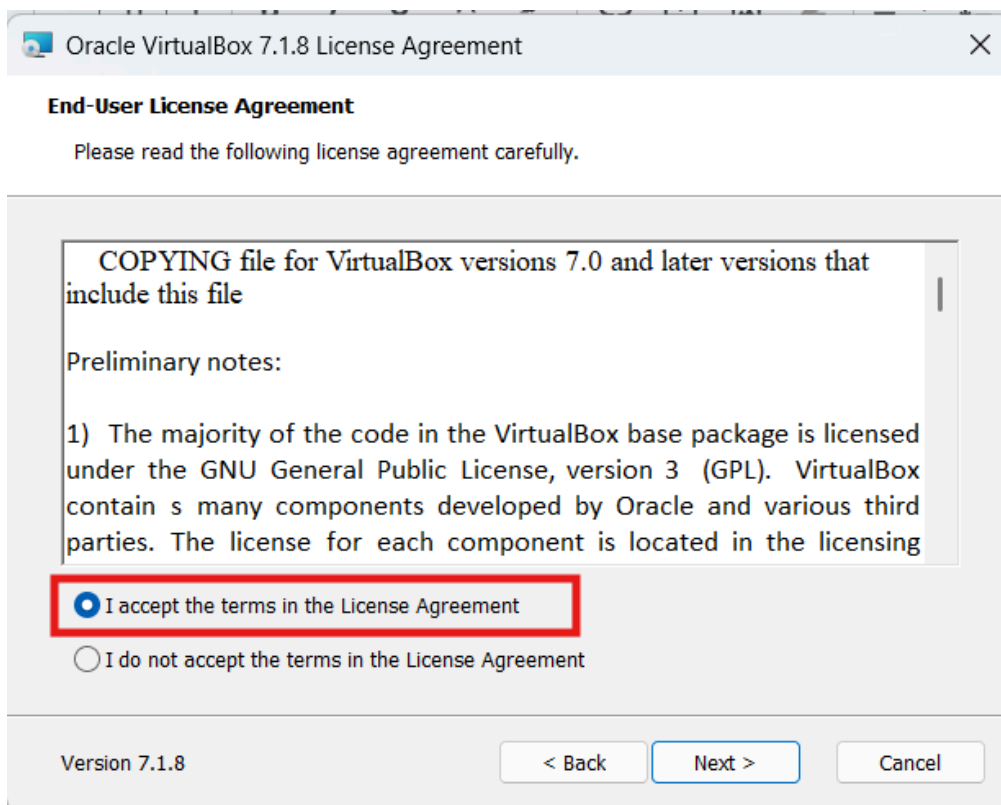 Oracle VirtualBox 7.1.8 License Agreement
End-User License Agreement
Please read the following license agreement carefully.
COPYING file for VirtualBox versions 7.0 and later versions that
include this file
Preliminary notes:
1) The majority of the code in the VirtualBox base package is licensed
under the GNU General Public License, version 3 (GPL). VirtualBox
contain s many components developed by Oracle and various third
parties. The license for each component is located in the licensing
I accept the terms in the License Agreement
I do not accept the terms in the License Agreement
Version 7.1.8
< Back
Next >
Cancel